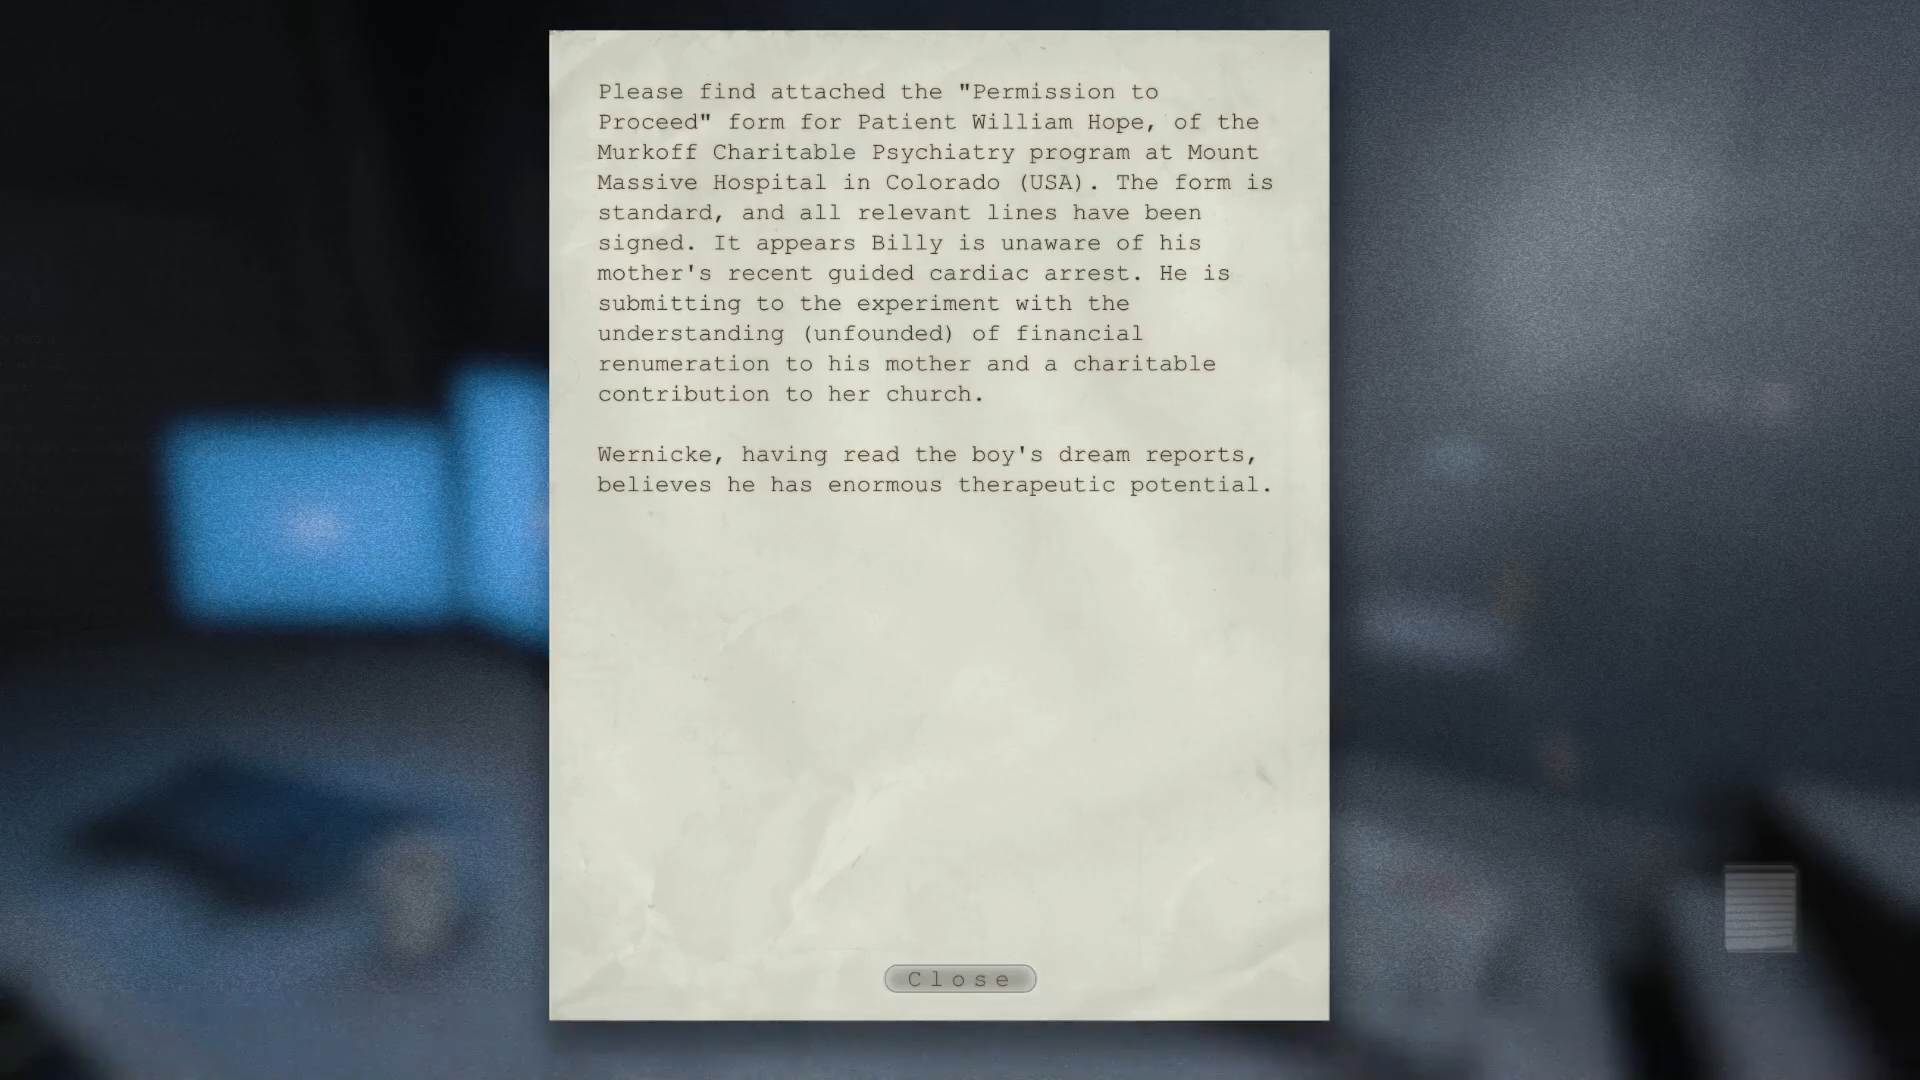 Please find attached the "Permission to
Proceed" form for Patient William Hope, of the
Murkoff Charitable Psychiatry program at Mount
Massive Hospital in Colorado (USA). The form is
standard, and all relevant lines have been
signed. It appears Billy is unaware of his
mother's recent guided cardiac arrest. He is
submitting to the experiment with the
understanding (unfounded) of financial
renumeration to his mother and a charitable
contribution to her church.
Wernicke, having read the boy's dream reports,
believes he has enormous therapeutic potential.
Close